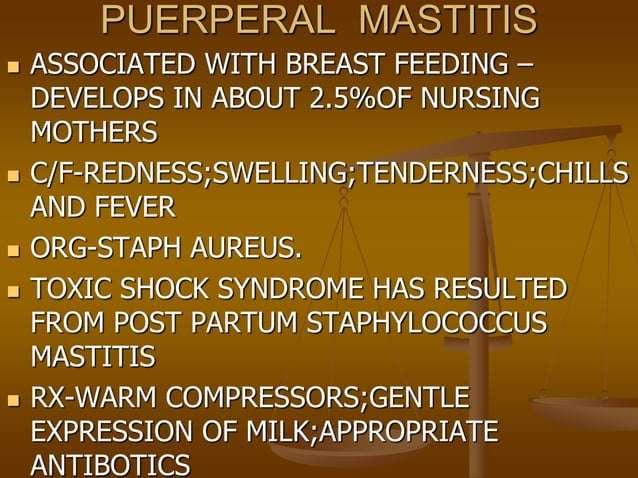 PUERPERAL MASTITIS
ASSOCIATED WITH BREAST FEEDING –
DEVELOPS IN ABOUT 2.5%OF NURSING
MOTHERS
C/F-REDNESS;SWELLING;TENDERNESS;CHILLS
AND FEVER
ORG-STAPH AUREUS.
TOXIC SHOCK SYNDROME HAS RESULTED
FROM POST PARTUM STAPHYLOCOCCUS
MASTITIS
RX-WARM COMPRESSORS;GENTLE
EXPRESSION OF MILK;APPROPRIATE
ANTIBOTICS